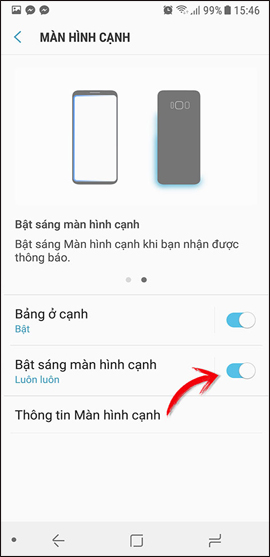 99% 15:46
MÀN HÌNH CẠNH
Bật sáng màn hình cạnh
Bật sáng Màn hình cạnh khi bạn nhận được
thông báo.
Bảng ở cạnh
Bật
Bật sáng màn hình cạnh
Luôn luôn
Thông tin Màn hình cạnh